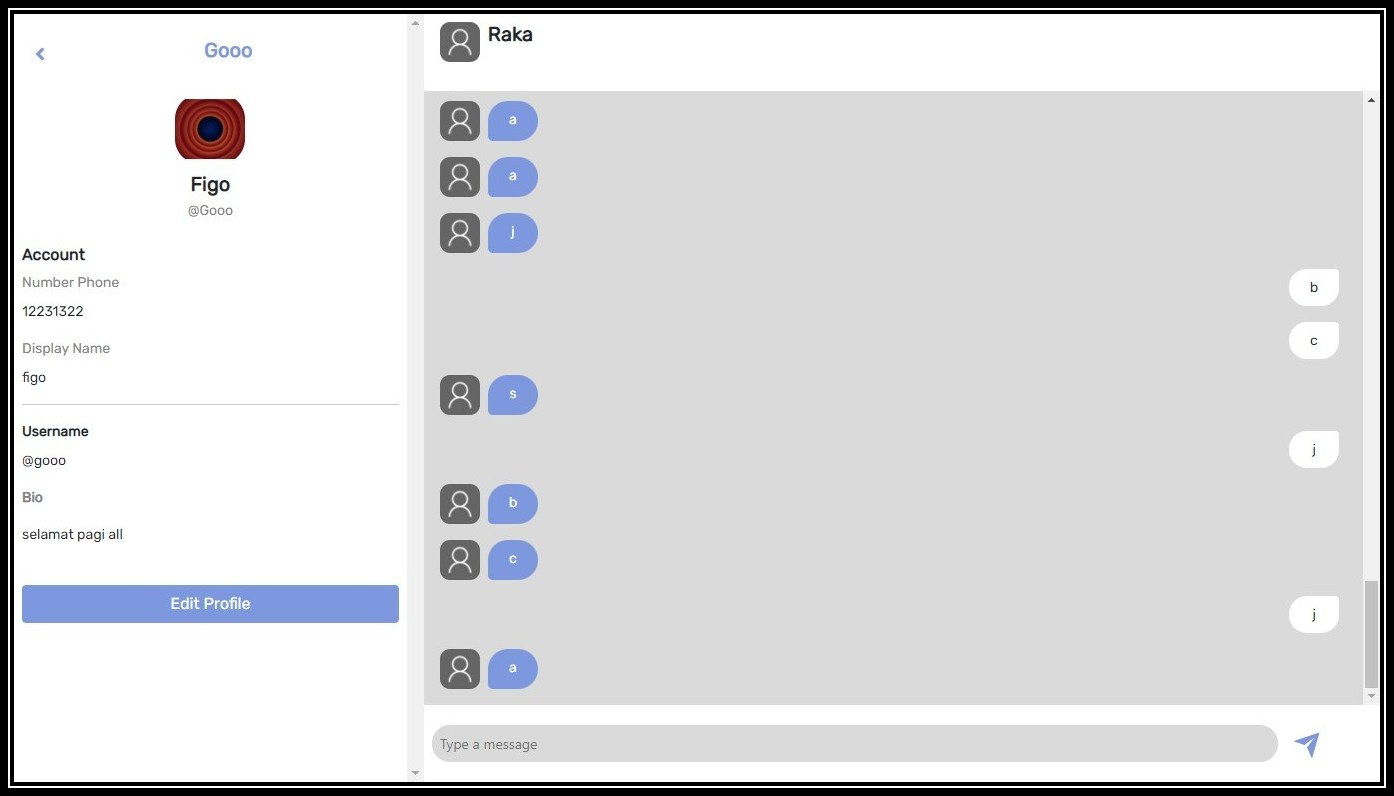 Gooo
Figo
@Gooo
Account
Number Phone
12231322
Display Name
figo
Username
@gooo
Bio
selamat pagi all
Edit Profile
Raka
a
a
j
b
c
s
j
b
c
j
a
Type a message